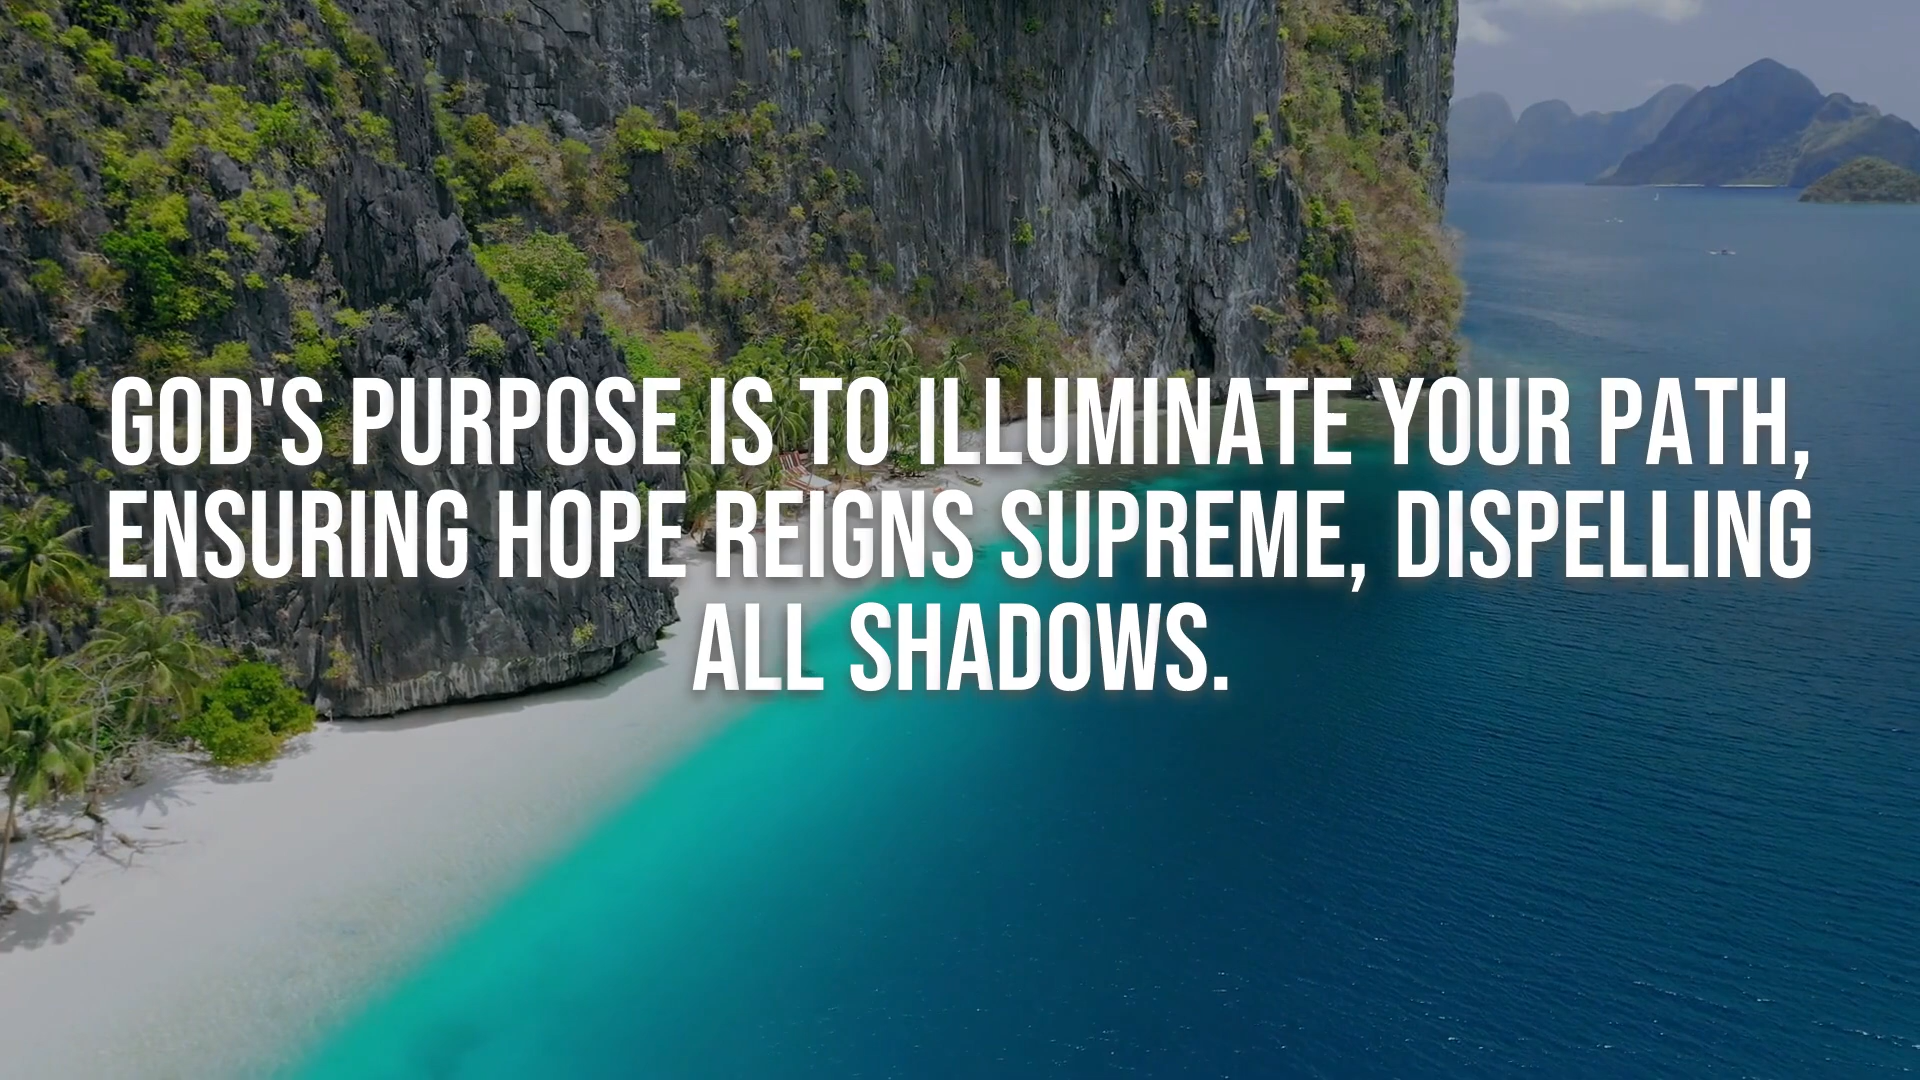 GOD'S PURPOSE IS TO ILLUMINATE YOUR PATH,
ENSURING HOPE REIGNS SUPREME, DISPELLING
ALL SHADOWS.